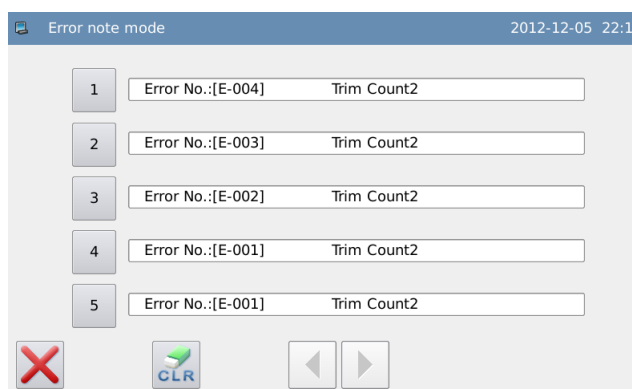 Error note mode 2012-12-05 22:1
1 Error No.:[E-004] Trim Count2
2 Error No.:[E-003] Trim Count2
3 Error No.:[E-002] Trim Count2
4 Error No.:[E-001] Trim Count2
5 Error No.:[E-001] Trim Count2
CLR